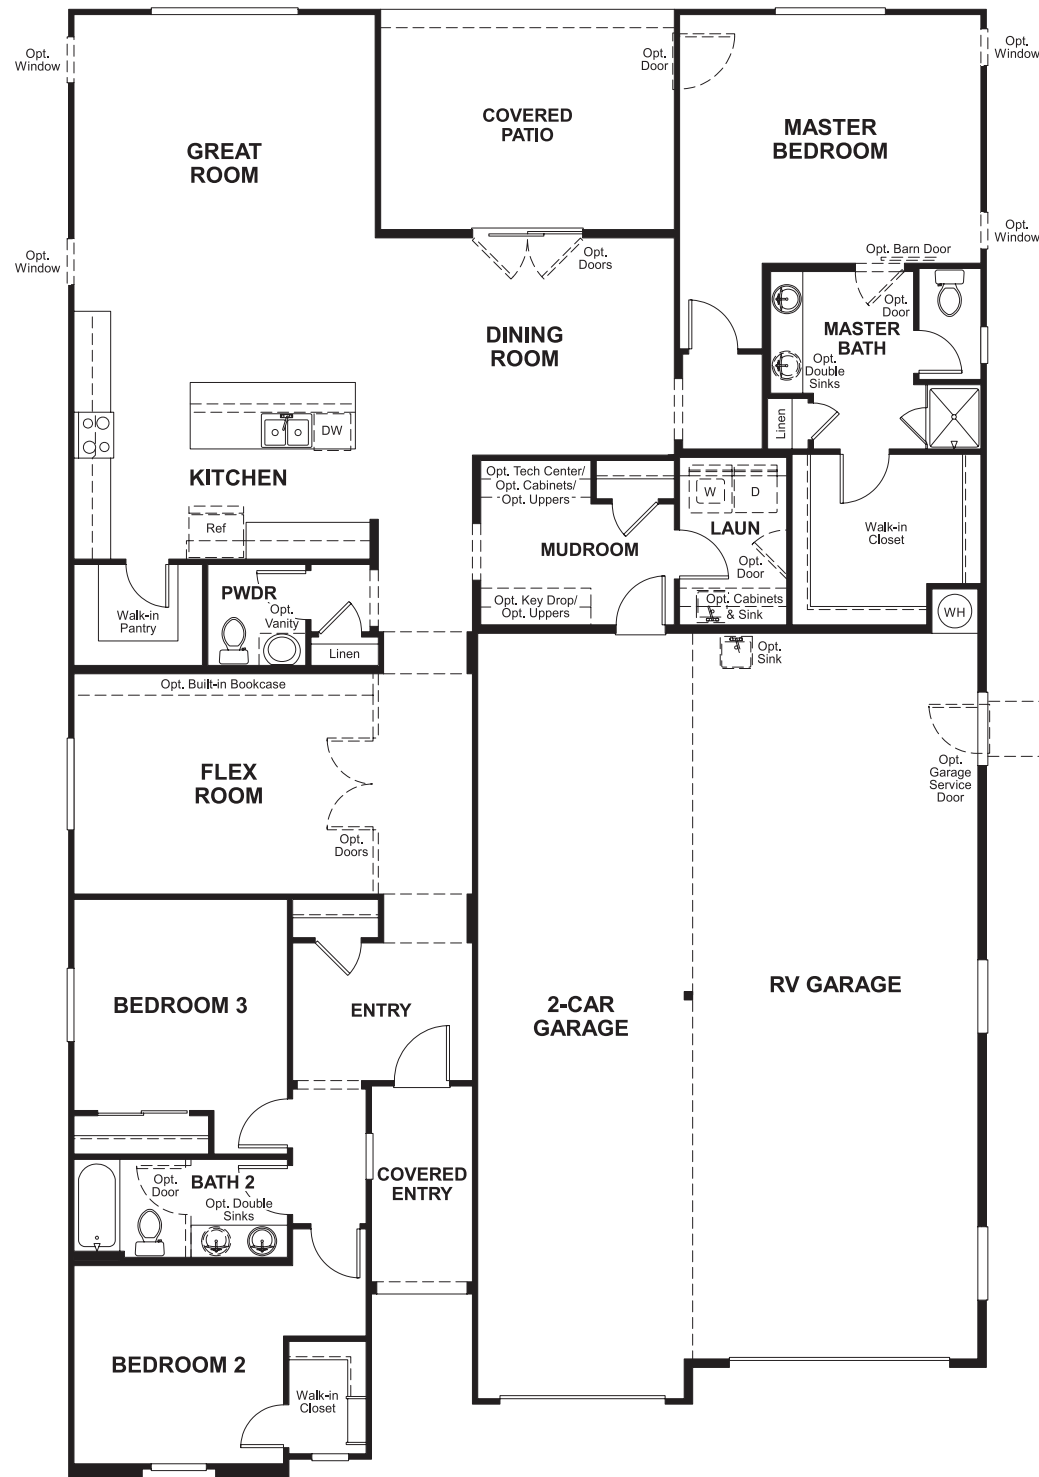 Opt.
Window
GREAT
ROOM
COVERED
PATIO
Opt.
Door
MASTER
BEDROOM
Opt.
Window
Opt.
Window
Opt.
Window
Opt.
Doors
Opt. Barn Door
Opt.
Door
MASTER
BATH
DINING
ROOM
Opt.
Double
Sinks
Linen
DW
KITCHEN
Ref
Opt. Tech Center/
Opt. Cabinets/
Opt. Uppers
W
D
LAUN
MUDROOM
Opt.
Door
Walk-in
Closet
Opt. Key Drop/
Opt. Uppers
Opt. Cabinets
& Sink
WH
PWDR
Opt.
Vanity
Walk-in
Pantry
Linen
Opt.
Sink
Opt. Built-in Bookcase
FLEX
ROOM
Opt.
Doors
Opt.
Garage
Service
Door
BEDROOM 3
ENTRY
2-CAR
GARAGE
RV GARAGE
Opt.
Door
BATH 2
Opt. Double
Sinks
COVERED
ENTRY
BEDROOM 2
Walk-in
Closet